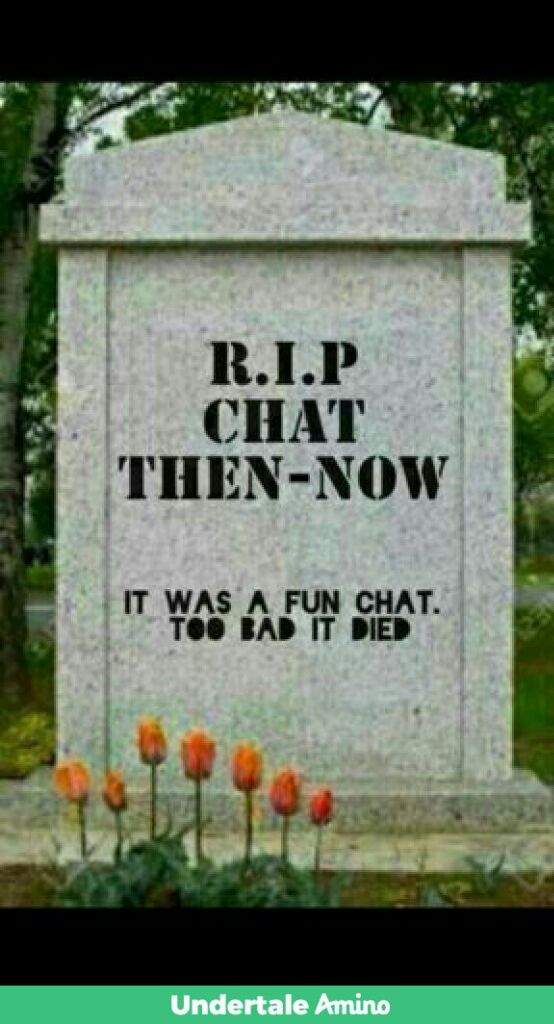 R.I.P
CHAT
THEN-NOW
IT WAS A FUN CHAT.
TOO BAD IT DIED
Undertale Amino